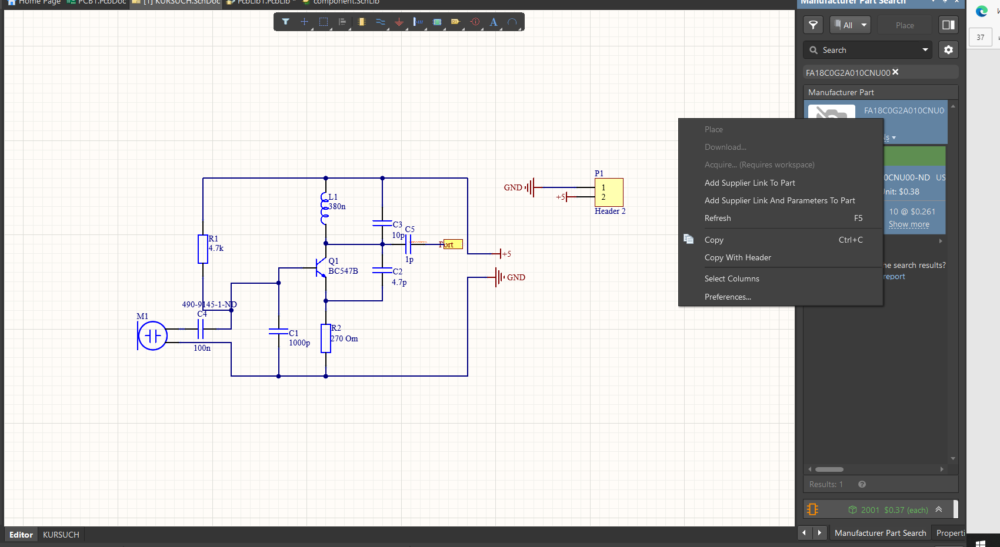 Home Page
PCB1.PcbDoc
[1] KURSUCH.SchDoc
PcbLib1.PcbLib *
component.SchLib
Manufacturer Part Search
All
Place
37
Search
FA18C0G2A010CNU00
Manufacturer Part
FA18C0G2A010CNU0
Place
Download...
Acquire... (Requires workspace)
Add Supplier Link To Part
Add Supplier Link And Parameters To Part
Refresh F5
Copy Ctrl+C
Copy With Header
Select Columns
Preferences...
0CNU00-ND US
Unit: $0.38
10 @ $0.261
Show more
he search results?
report
Results: 1
2001 $0.37 (each)
Manufacturer Part Search
Properti
P1
GND
1
+5
2
Header 2
L1
380n
C3
10p
C5
R1
4.7k
Port
1p
+5
Q1
BC547B
C2
4.7p
GND
490-9145-1-ND
C4
M1
100n
C1
1000p
R2
270 Om
Editor
KURSUCH